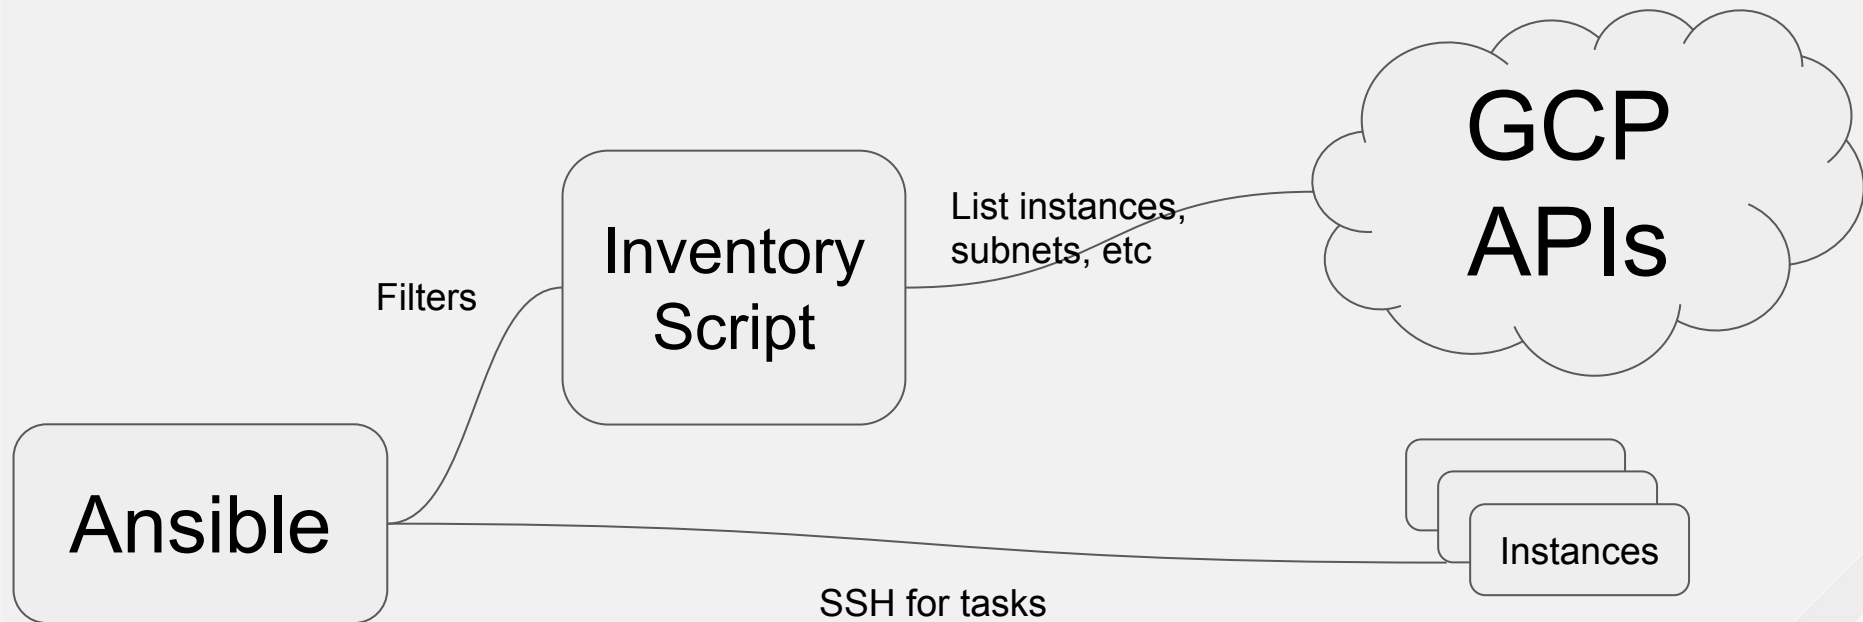 GCP
APIs
List instances,
subnets, etc
Inventory
Script
Filters
Ansible
Instances
SSH for tasks